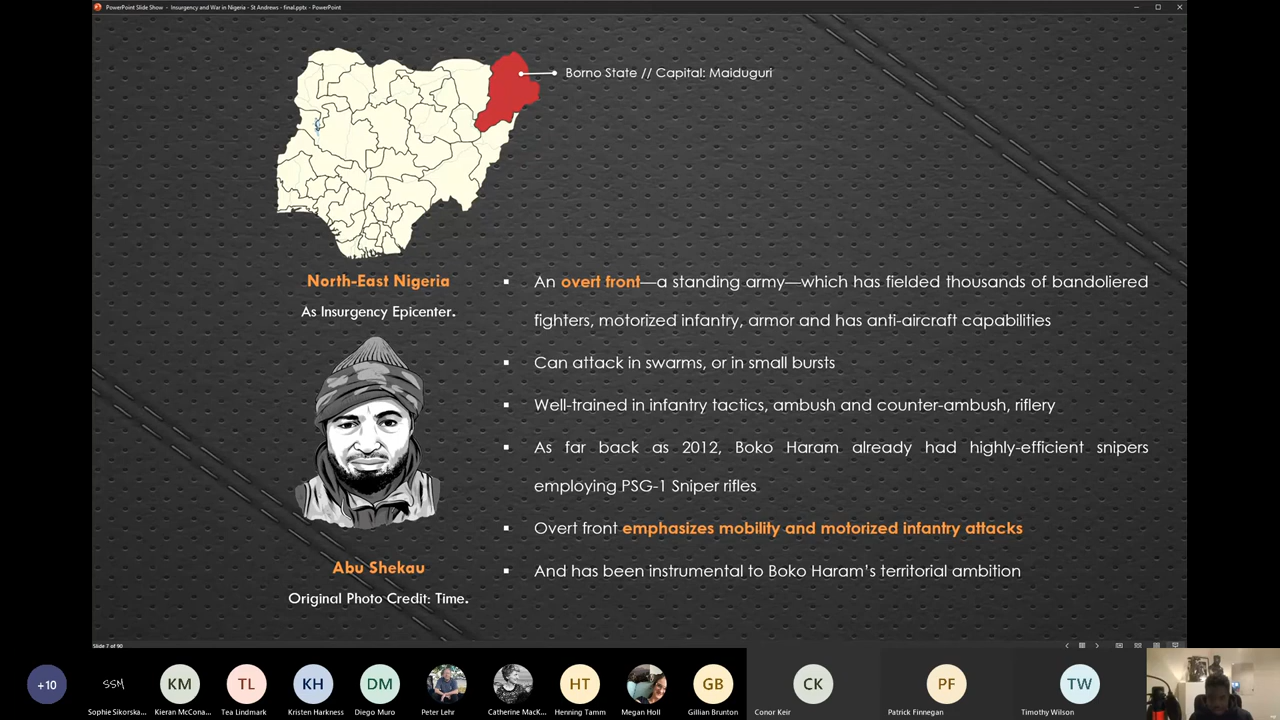 PowerPoint Slide Show - Insurgency and War in Nigeria - St Andrews - final.ppts - PowerPoint
Borno State // Capital: Maiduguri
North-East Nigeria
As Insurgency Epicenter.
Abu Shekau
Original Photo Credit: Time.
▪ An overt front—a standing army—which has fielded thousands of bandoliered
fighters, motorized infantry, armor and has anti-aircraft capabilities
▪ Can attack in swarms, or in small bursts
▪ Well-trained in infantry tactics, ambush and counter-ambush, riflery
▪ As far back as 2012, Boko Haram already had highly-efficient snipers
employing PSG-1 Sniper rifles
▪ Overt front emphasizes mobility and motorized infantry attacks
▪ And has been instrumental to Boko Haram’s territorial ambition
Slide 7 of 90
+10
SSM
KM
TL
KH
DM
HT
GB
CK
PF
TW
Sophie Sikorska...
Kieran McCona...
Tea Lindmark
Kristen Harkness
Diego Muro
Peter Lehr
Catherine MacK...
Henning Tamm
Megan Holl
Gillian Brunton
Conor Keir
Patrick Finnegan
Timothy Wilson